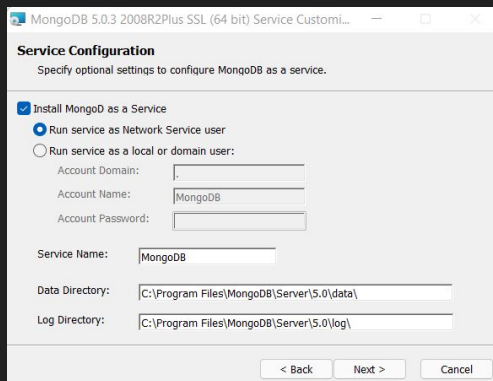 MongoDB 5.0.3 2008R2Plus SSL (64 bit) Service Customi...
Service Configuration
Specify optional settings to configure MongoDB as a service.
Install MongoD as a Service
Run service as Network Service user
Run service as a local or domain user:
Account Domain: .
Account Name: MongoDB
Account Password:
Service Name: MongoDB
Data Directory: C:\Program Files\MongoDB\Server\5.0\data\
Log Directory: C:\Program Files\MongoDB\Server\5.0\log\
< Back Next > Cancel